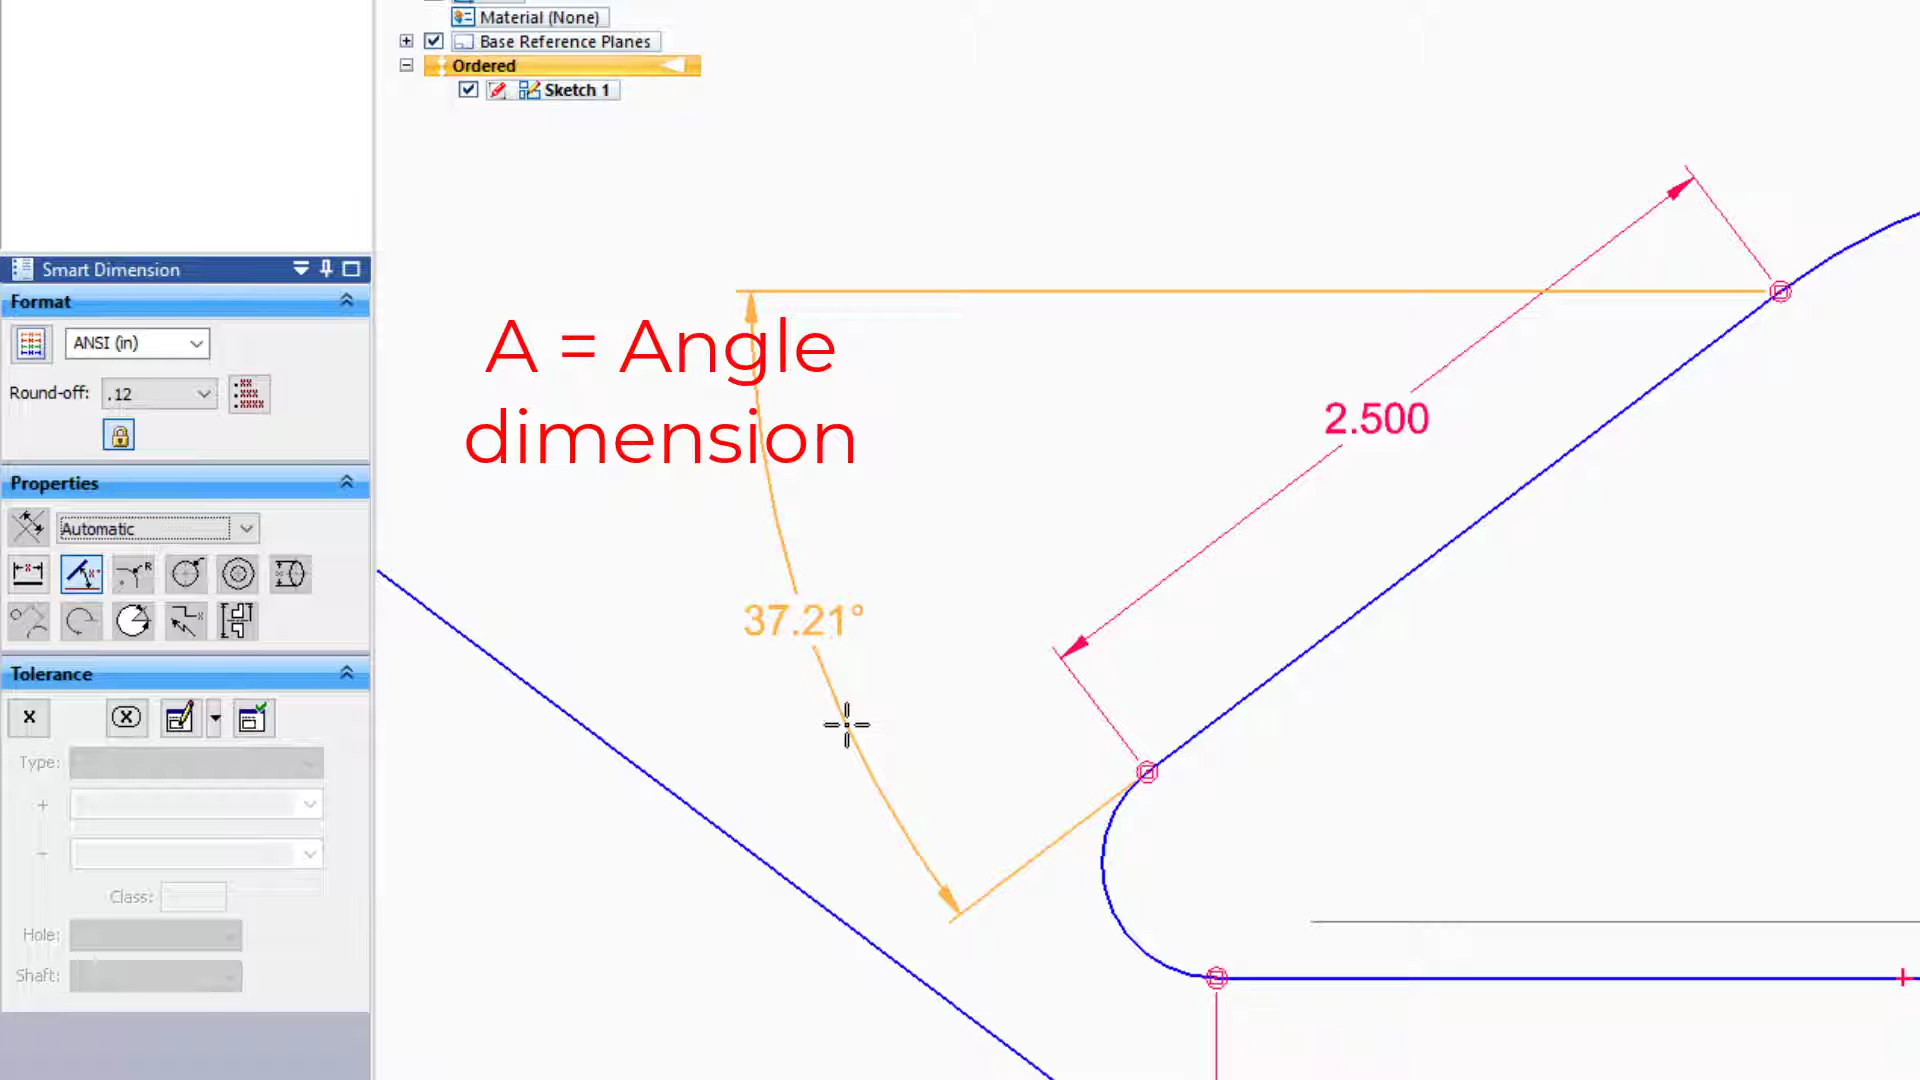 Material (None)
Base Reference Planes
Ordered
Sketch 1
Smart Dimension
Format
ANSI (in)
Round-off: .12
Properties
Automatic
Tolerance
Type:
+
-
Class:
Hole:
Shaft:
A = Angle
dimension
37.21°
2.500